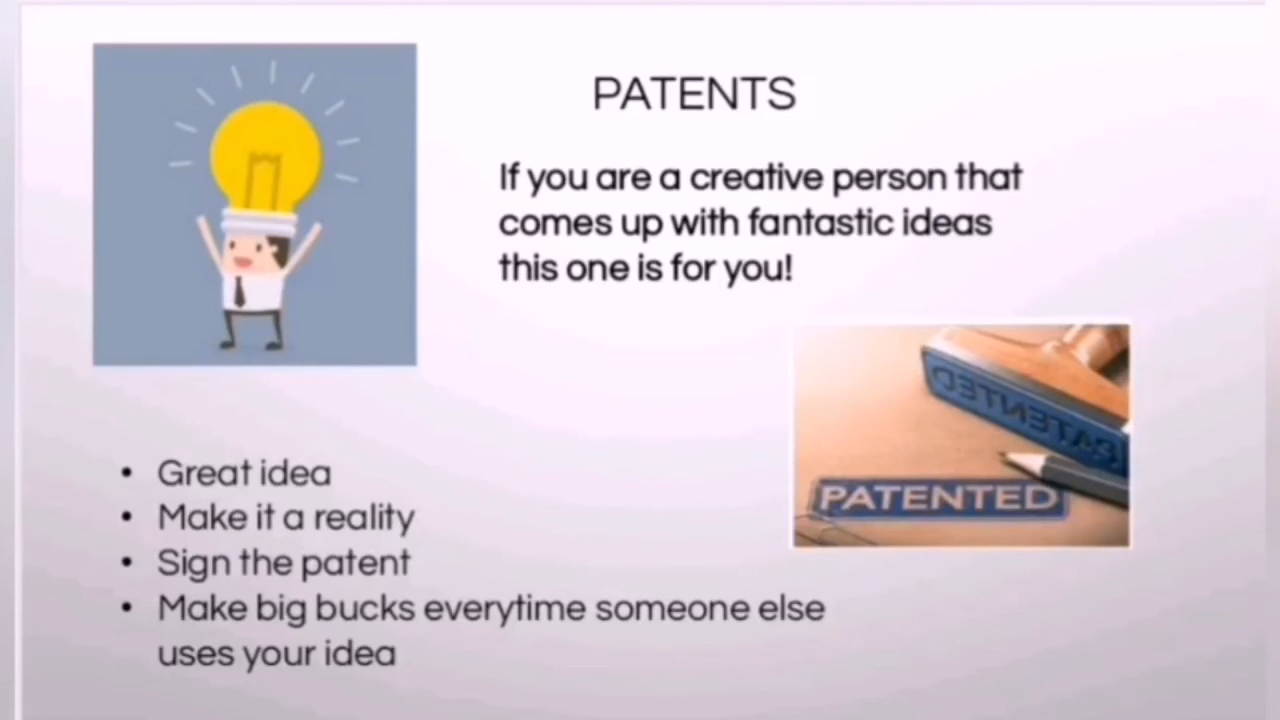 PATENTS
If you are a creative person that
comes up with fantastic ideas
this one is for you!
PATENTED
PATENTED
• Great idea
• Make it a reality
• Sign the patent
• Make big bucks everytime someone else
uses your idea